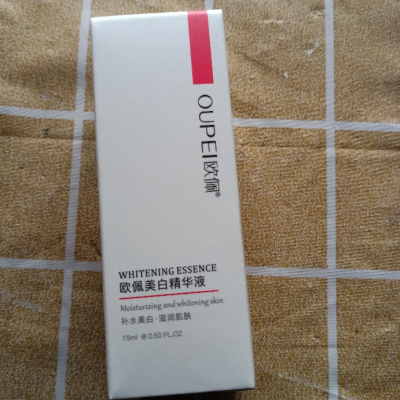 OUPEI欧佩®
WHITENING ESSENCE
欧佩美白精华液
Moisturizing and whitening skin
补水美白·滋润肌肤
15ml ℮ 0.50 FL.OZ